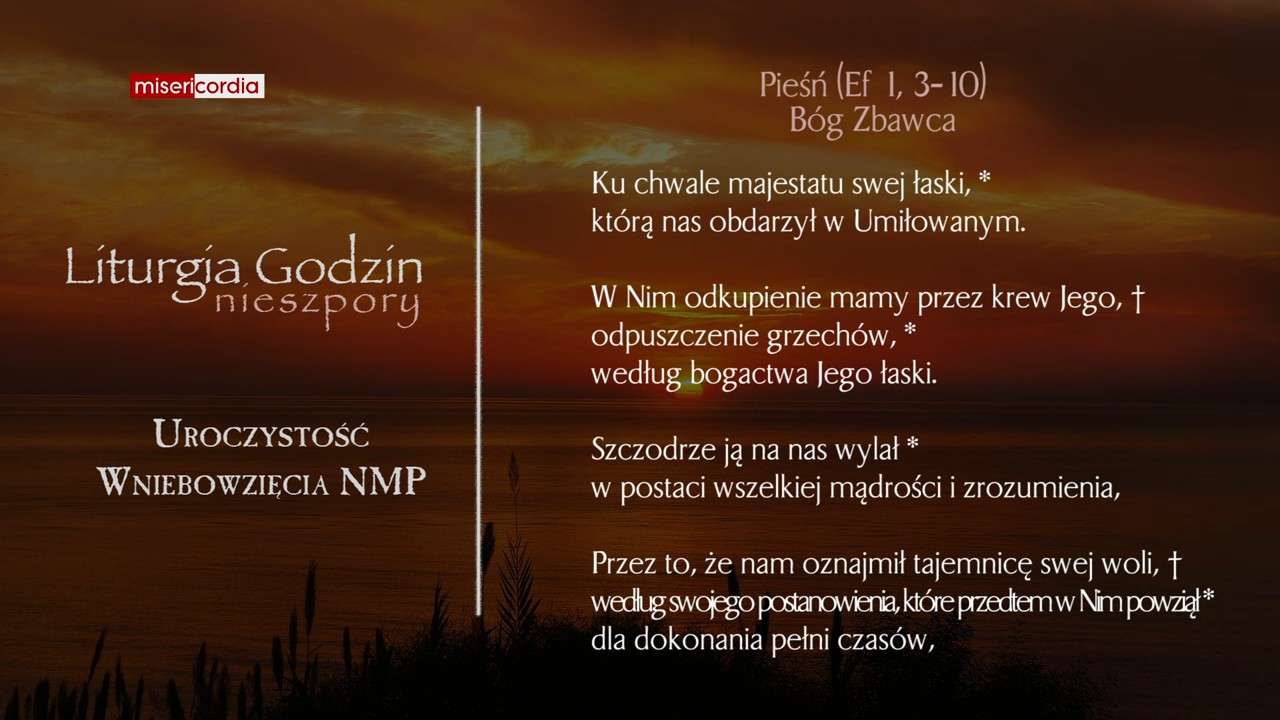 misericordia
Liturgia Godzin
nieszpory
Uroczystość
Wniebowzięcia NMP
Pieśń (Ef 1, 3-10)
Bóg Zbawca
Ku chwale majestatu swej łaski, *
którą nas obdarzył w Umiłowanym.
W Nim odkupienie mamy przez krew Jego, †
odpuszczenie grzechów, *
według bogactwa Jego łaski.
Szczodrze ją na nas wylał *
w postaci wszelkiej mądrości i zrozumienia,
Przez to, że nam oznajmił tajemnicę swej woli, †
według swojego postanowienia, które przedtem w Nim powziął *
dla dokonania pełni czasów,